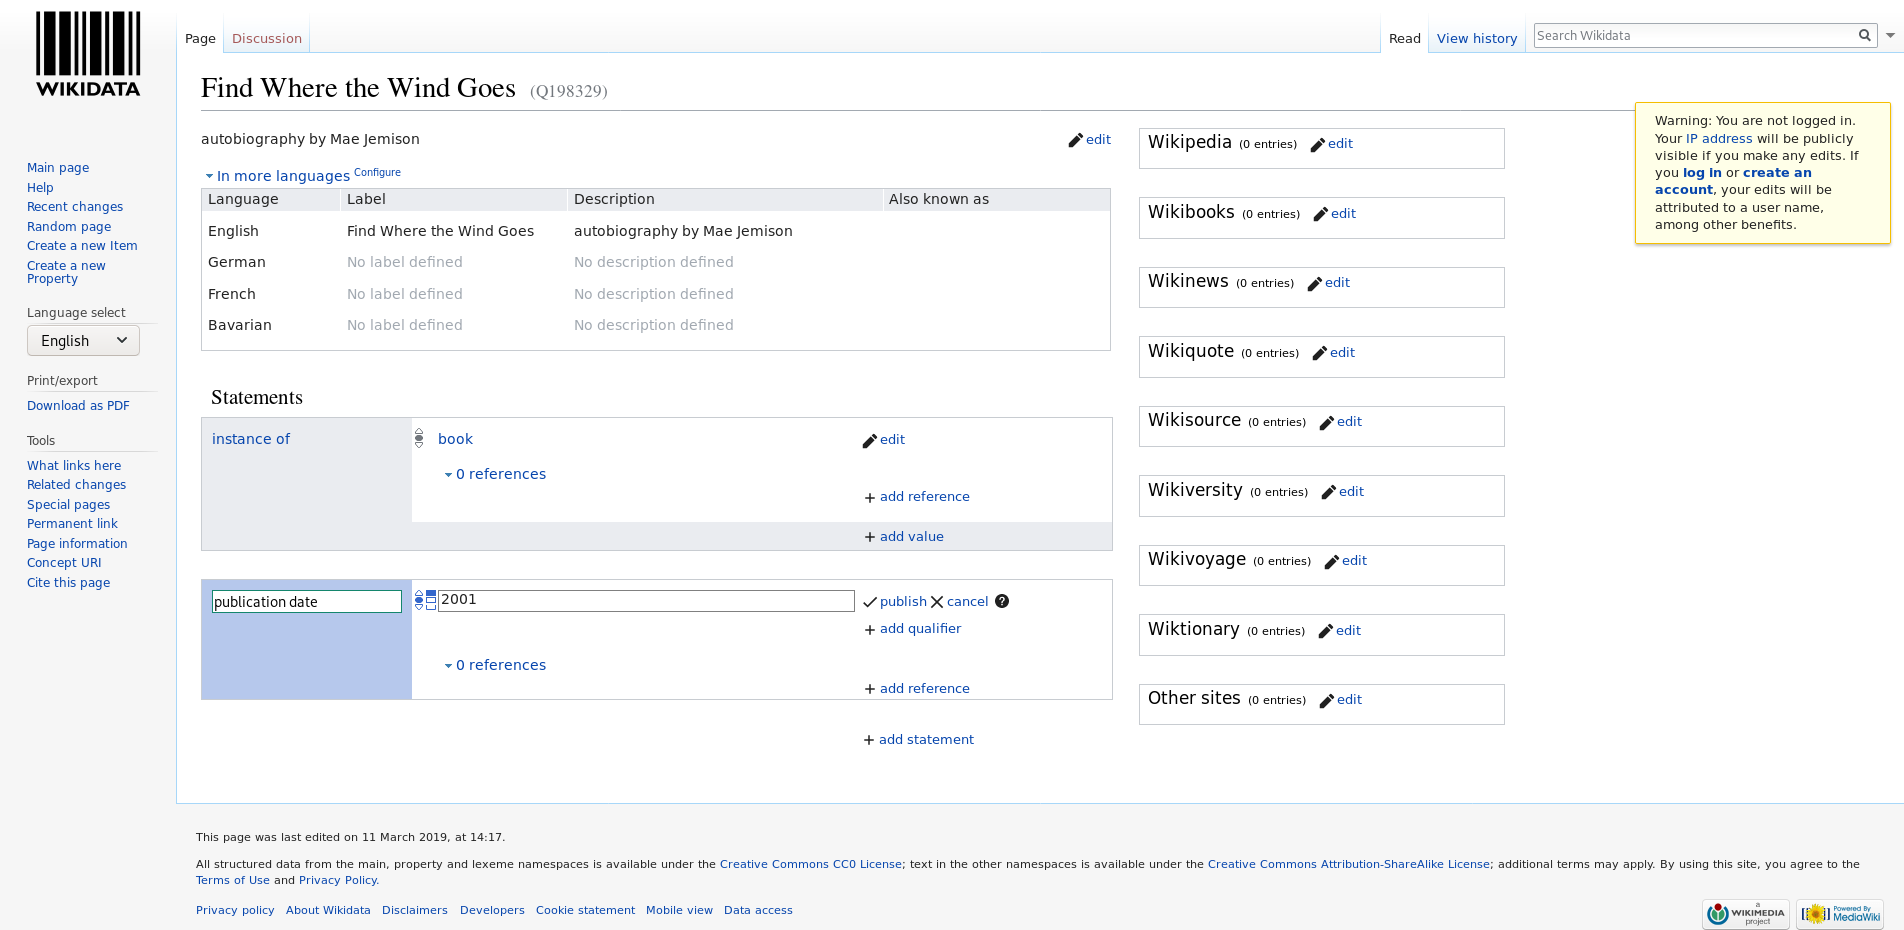 WIKIDATA
Page
Discussion
Read
View history
Search Wikidata
Find Where the Wind Goes (Q198329)
autobiography by Mae Jemison
edit
In more languages Configure
Language Label Description Also known as
English Find Where the Wind Goes autobiography by Mae Jemison
German No label defined No description defined
French No label defined No description defined
Bavarian No label defined No description defined
Statements
instance of
book
edit
0 references
+ add reference
+ add value
publication date
2001
publish cancel ?
+ add qualifier
0 references
+ add reference
+ add statement
Wikipedia (0 entries) edit
Wikibooks (0 entries) edit
Wikinews (0 entries) edit
Wikiquote (0 entries) edit
Wikisource (0 entries) edit
Wikiversity (0 entries) edit
Wikivoyage (0 entries) edit
Wiktionary (0 entries) edit
Other sites (0 entries) edit
Warning: You are not logged in.
Your IP address will be publicly
visible if you make any edits. If
you log in or create an
account, your edits will be
attributed to a user name,
among other benefits.
Main page
Help
Recent changes
Random page
Create a new Item
Create a new
Property
Language select
English
Print/export
Download as PDF
Tools
What links here
Related changes
Special pages
Permanent link
Page information
Concept URI
Cite this page
This page was last edited on 11 March 2019, at 14:17.
All structured data from the main, property and lexeme namespaces is available under the Creative Commons CC0 License; text in the other namespaces is available under the Creative Commons Attribution-ShareAlike License; additional terms may apply. By using this site, you agree to the
Terms of Use and Privacy Policy.
Privacy policy About Wikidata Disclaimers Developers Cookie statement Mobile view Data access
a
WIKIMEDIA
project
Powered By
MediaWiki